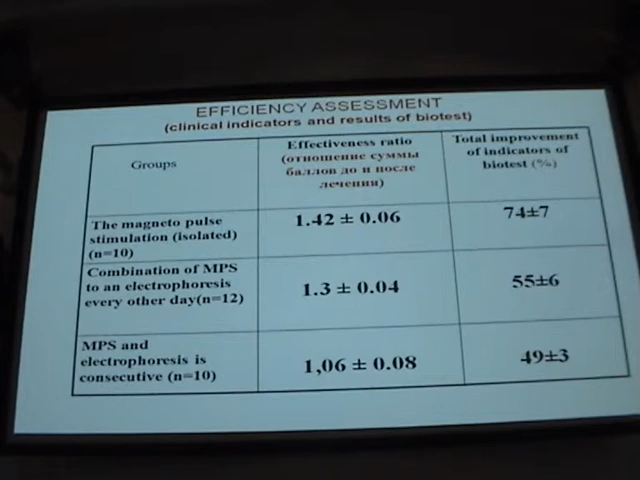 EFFICIENCY ASSESSMENT
(clinical indicators and results of biotest)
Groups
Effectiveness ratio
(отношение суммы
баллов до и после
лечения)
Total improvement
of indicators of
biotest (%)
The magneto pulse
stimulation (isolated)
(n=10)
1.42 ± 0.06
74±7
Combination of MPS
to an electrophoresis
every other day(n=12)
1.3 ± 0.04
55±6
MPS and
electrophoresis is
consecutive (n=10)
1,06 ± 0.08
49±3